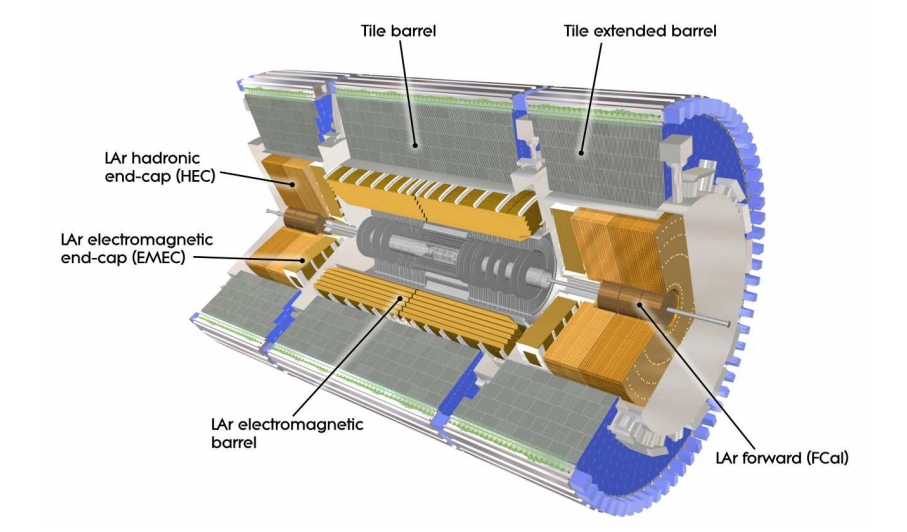 Tile barrel
Tile extended barrel
LAr hadronic
end-cap (HEC)
LAr electromagnetic
end-cap (EMEC)
LAr electromagnetic
barrel
LAr forward (FCal)